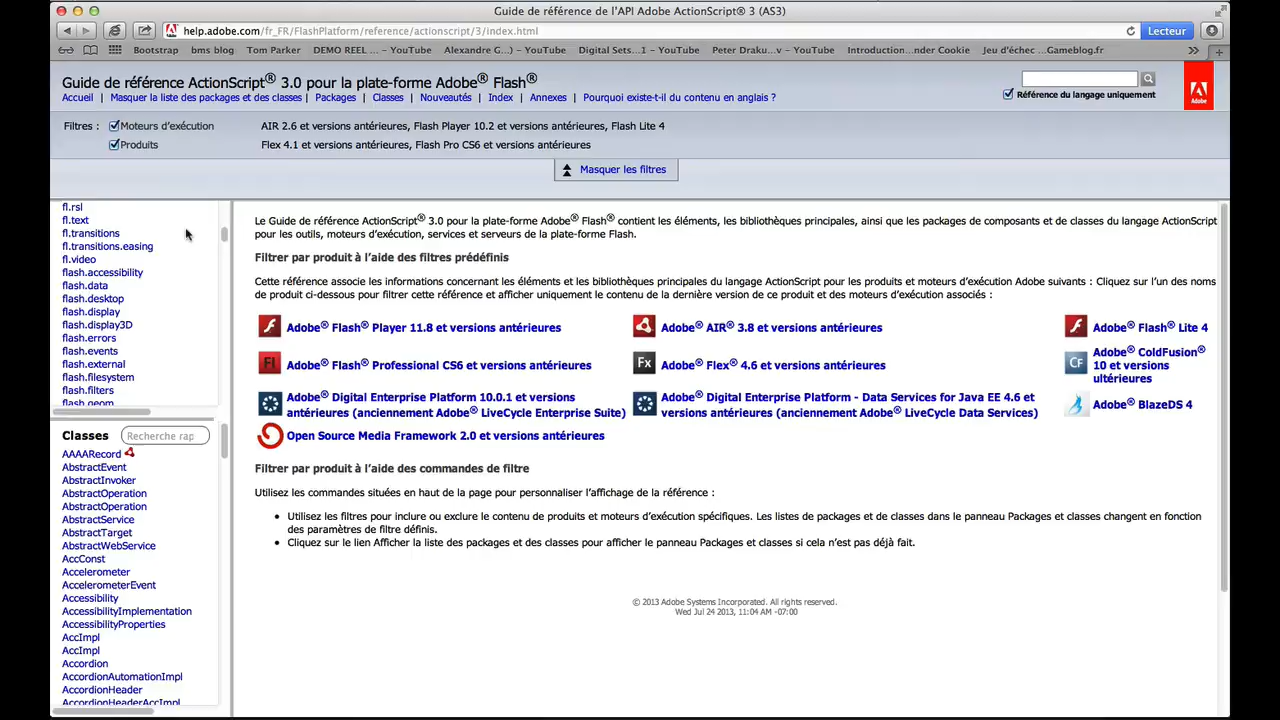 Guide de référence de l'API Adobe ActionScript® 3 (AS3)
help.adobe.com/fr_FR/FlashPlatform/reference/actionscript/3/index.html
Lecteur
Bootstrap
bms blog
Tom Parker
DEMO REEL ... - YouTube
Alexandre G...) - YouTube
Digital Sets...I - YouTube
Peter Draku...v - YouTube
Introduction...nder Cookie
Jeu d'échec ...Gameblog.fr
Guide de référence ActionScript® 3.0 pour la plate-forme Adobe® Flash®
Accueil | Masquer la liste des packages et des classes | Packages | Classes | Nouveautés | Index | Annexes | Pourquoi existe-t-il du contenu en anglais ?
Référence du langage uniquement
Adobe
Filtres : Moteurs d'exécution AIR 2.6 et versions antérieures, Flash Player 10.2 et versions antérieures, Flash Lite 4
Produits Flex 4.1 et versions antérieures, Flash Pro CS6 et versions antérieures
Masquer les filtres
fl.rsl
fl.text
fl.transitions
fl.transitions.easing
fl.video
flash.accessibility
flash.data
flash.desktop
flash.display
flash.display3D
flash.errors
flash.events
flash.external
flash.filesystem
flash.filters
flash.geom
Classes
Recherche rap
AAAARecord
AbstractEvent
AbstractInvoker
AbstractOperation
AbstractOperation
AbstractService
AbstractTarget
AbstractWebService
AccConst
Accelerometer
AccelerometerEvent
Accessibility
AccessibilityImplementation
AccessibilityProperties
AccImpl
AccImpl
Accordion
AccordionAutomationImpl
AccordionHeader
AccordionHeaderAccImpl
Le Guide de référence ActionScript® 3.0 pour la plate-forme Adobe® Flash® contient les éléments, les bibliothèques principales, ainsi que les packages de composants et de classes du langage ActionScript
pour les outils, moteurs d'exécution, services et serveurs de la plate-forme Flash.
Filtrer par produit à l'aide des filtres prédéfinis
Cette référence associe les informations concernant les éléments et les bibliothèques principales du langage ActionScript pour les produits et moteurs d'exécution Adobe suivants : Cliquez sur l'un des noms
de produit ci-dessous pour filtrer cette référence et afficher uniquement le contenu de la dernière version de ce produit et des moteurs d'exécution associés :
Adobe® Flash® Player 11.8 et versions antérieures
Adobe® AIR® 3.8 et versions antérieures
Adobe® Flash® Lite 4
Adobe® Flash® Professional CS6 et versions antérieures
Adobe® Flex® 4.6 et versions antérieures
Adobe® ColdFusion®
10 et versions
ultérieures
Adobe® Digital Enterprise Platform 10.0.1 et versions
antérieures (anciennement Adobe® LiveCycle Enterprise Suite)
Adobe® Digital Enterprise Platform - Data Services for Java EE 4.6 et
versions antérieures (anciennement Adobe® LiveCycle Data Services)
Adobe® BlazeDS 4
Open Source Media Framework 2.0 et versions antérieures
Filtrer par produit à l'aide des commandes de filtre
Utilisez les commandes situées en haut de la page pour personnaliser l'affichage de la référence :
• Utilisez les filtres pour inclure ou exclure le contenu de produits et moteurs d'exécution spécifiques. Les listes de packages et de classes dans le panneau Packages et classes changent en fonction
des paramètres de filtre définis.
• Cliquez sur le lien Afficher la liste des packages et des classes pour afficher le panneau Packages et classes si cela n'est pas déjà fait.
© 2013 Adobe Systems Incorporated. All rights reserved.
Wed Jul 24 2013, 11:04 AM -07:00